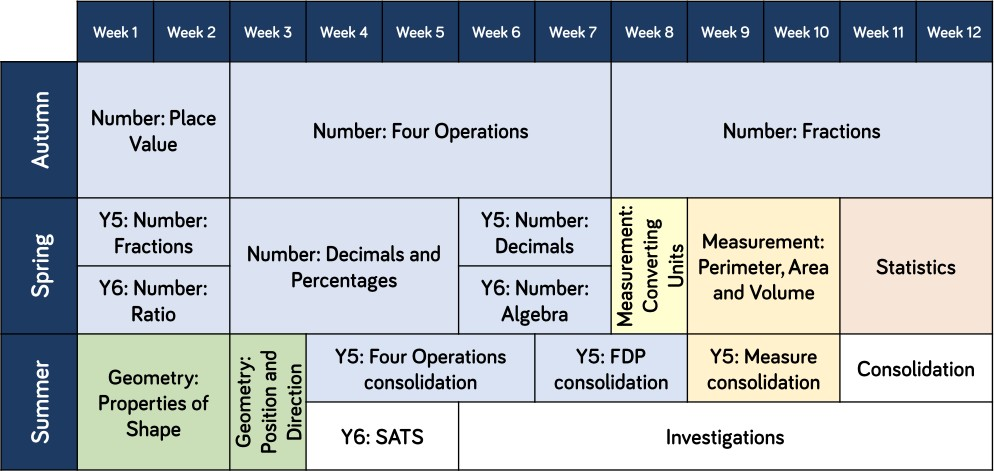 Week 1 Week 2 Week 3 Week 4 Week 5 Week 6 Week 7 Week 8 Week 9 Week 10 Week 11 Week 12
Autumn
Number: Place
Value
Number: Four Operations
Number: Fractions
Spring
Y5: Number:
Fractions
Y6: Number:
Ratio
Number: Decimals and
Percentages
Y5: Number:
Decimals
Y6: Number:
Algebra
Measurement:
Converting
Units
Measurement:
Perimeter, Area
and Volume
Statistics
Summer
Geometry:
Properties of
Shape
Geometry:
Position and
Direction
Y5: Four Operations
consolidation
Y5: FDP
consolidation
Y5: Measure
consolidation
Consolidation
Y6: SATS
Investigations